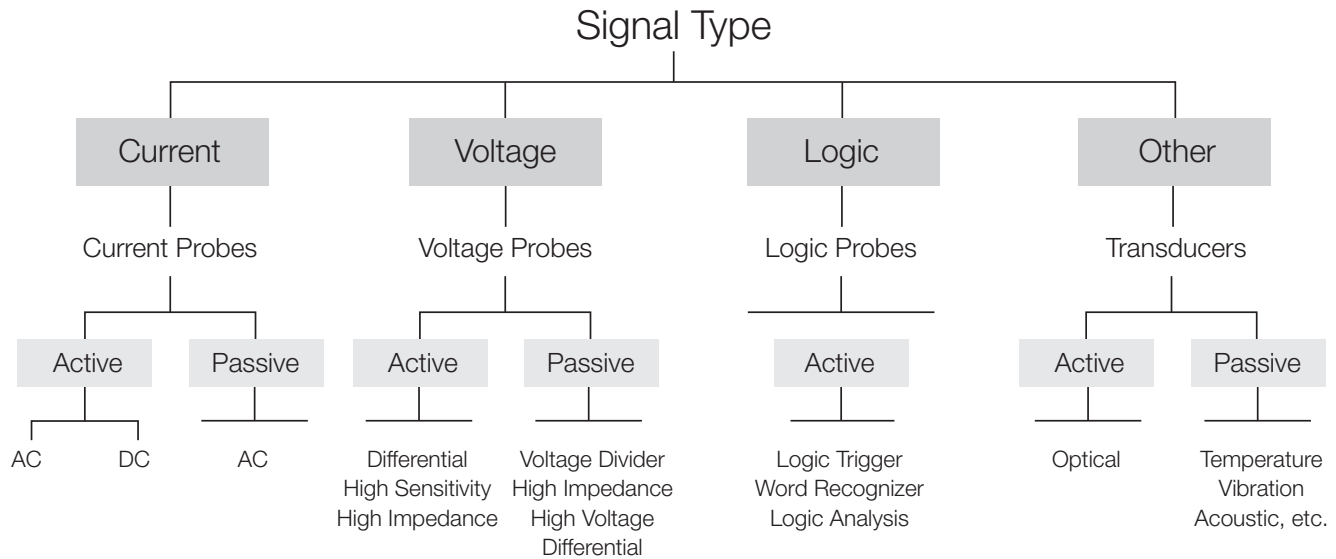 Signal Type
Current
Voltage
Logic
Other
Current Probes
Voltage Probes
Logic Probes
Transducers
Active
Passive
Active
Passive
Active
Active
Passive
AC
DC
AC
Differential
High Sensitivity
High Impedance
Voltage Divider
High Impedance
High Voltage
Differential
Logic Trigger
Word Recognizer
Logic Analysis
Optical
Temperature
Vibration
Acoustic, etc.